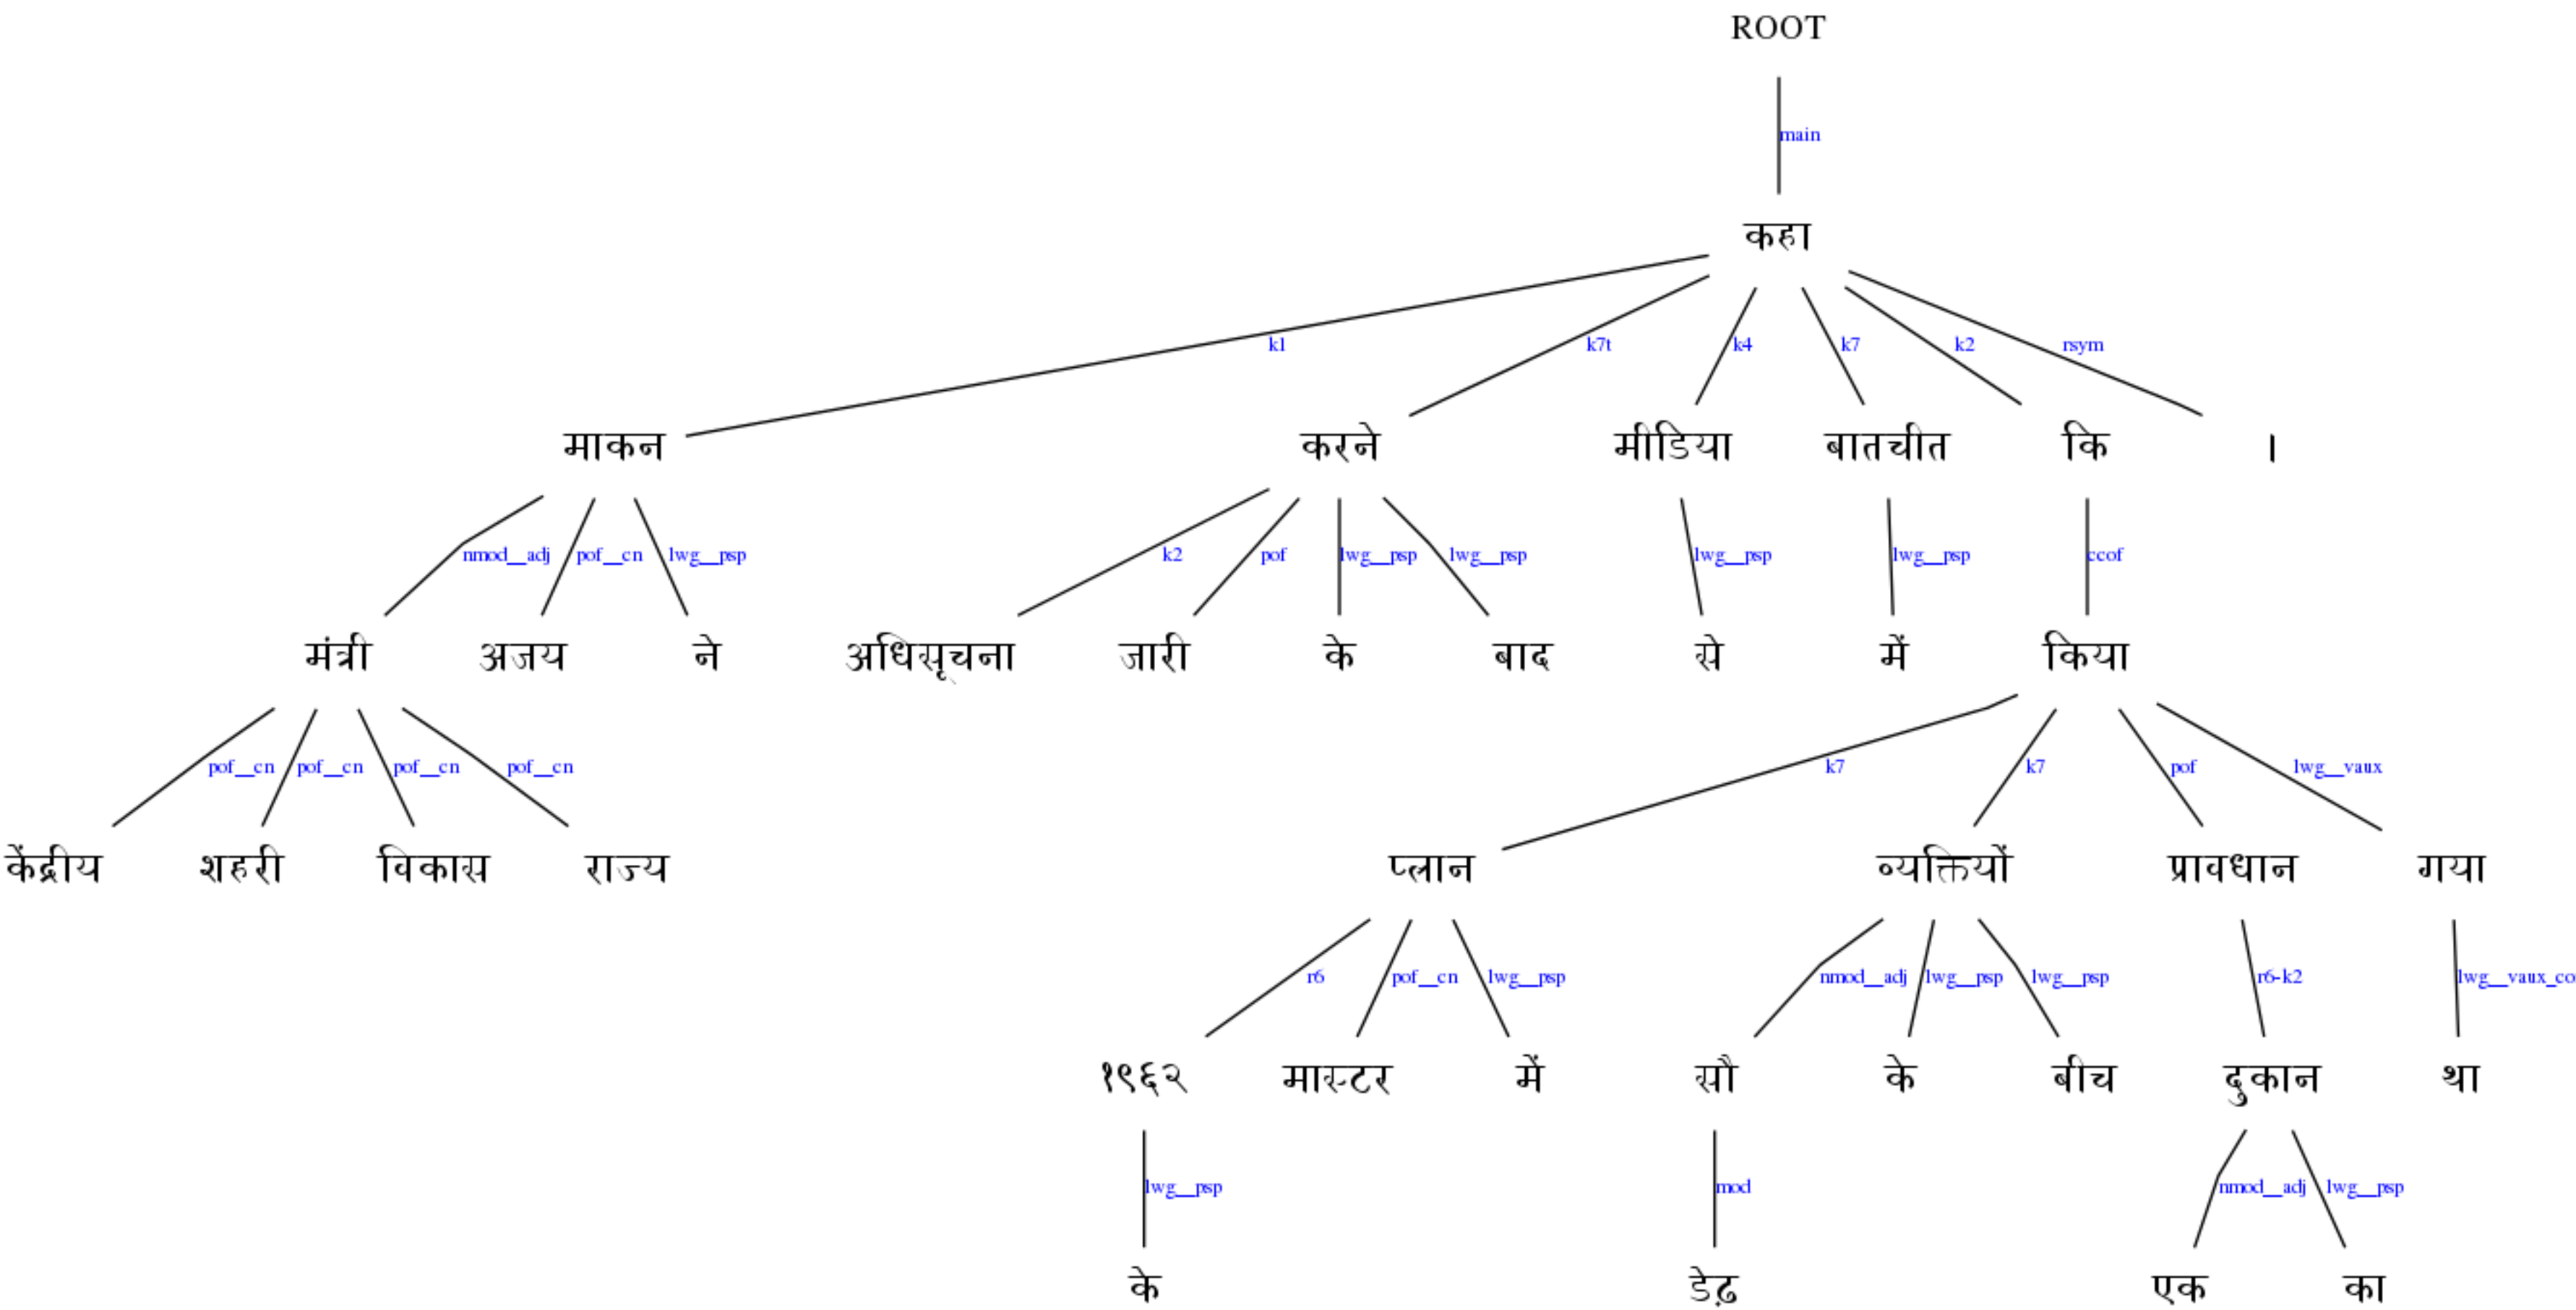 ROOT
main
कहा
k1 k7t k4 k7 k2 rsym
माकन करने मीडिया बातचीत कि ।
nmod__adj pof__cn lwg__psp k2 pof lwg__psp lwg__psp lwg__psp lwg__psp ccof
मंत्री अजय ने अधिसूचना जारी के बाद से में किया
pof__cn pof__cn pof__cn pof__cn k7 k7 pof lwg__vaux
केंद्रीय शहरी विकास राज्य प्लान व्यक्तियों प्रावधान गया
r6 pof__cn lwg__psp nmod__adj lwg__psp lwg__psp r6-k2 lwg__vaux_co
१९६२ मास्टर में सौ के बीच दुकान था
lwg__psp mod nmod__adj lwg__psp
के डेढ़ एक का